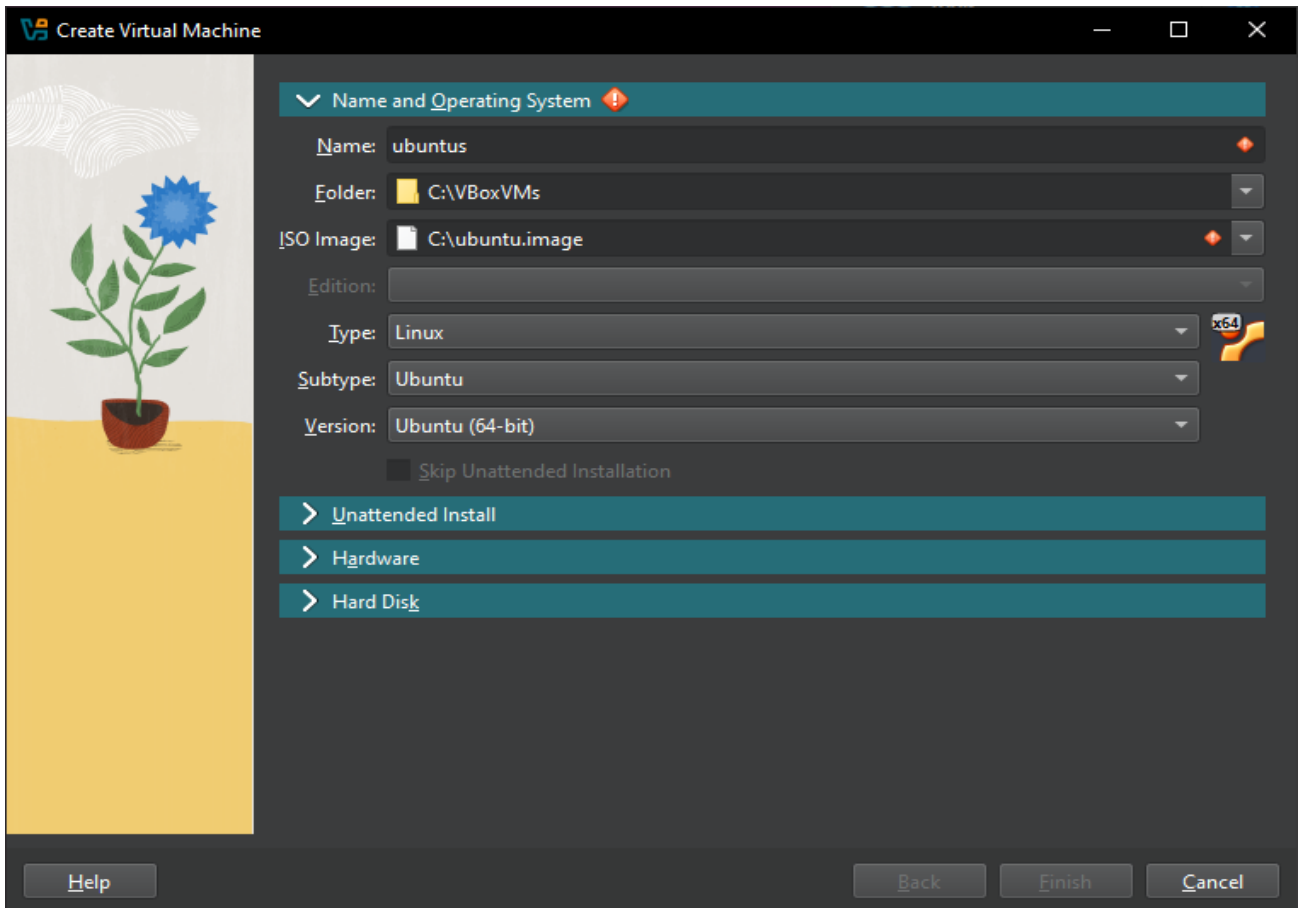 Create Virtual Machine
Name and Operating System
Name: ubuntus
Folder: C:\VBoxVMs
ISO Image: C:\ubuntu.image
Edition:
Type: Linux
x64
Subtype: Ubuntu
Version: Ubuntu (64-bit)
Skip Unattended Installation
Unattended Install
Hardware
Hard Disk
Help Back Finish Cancel